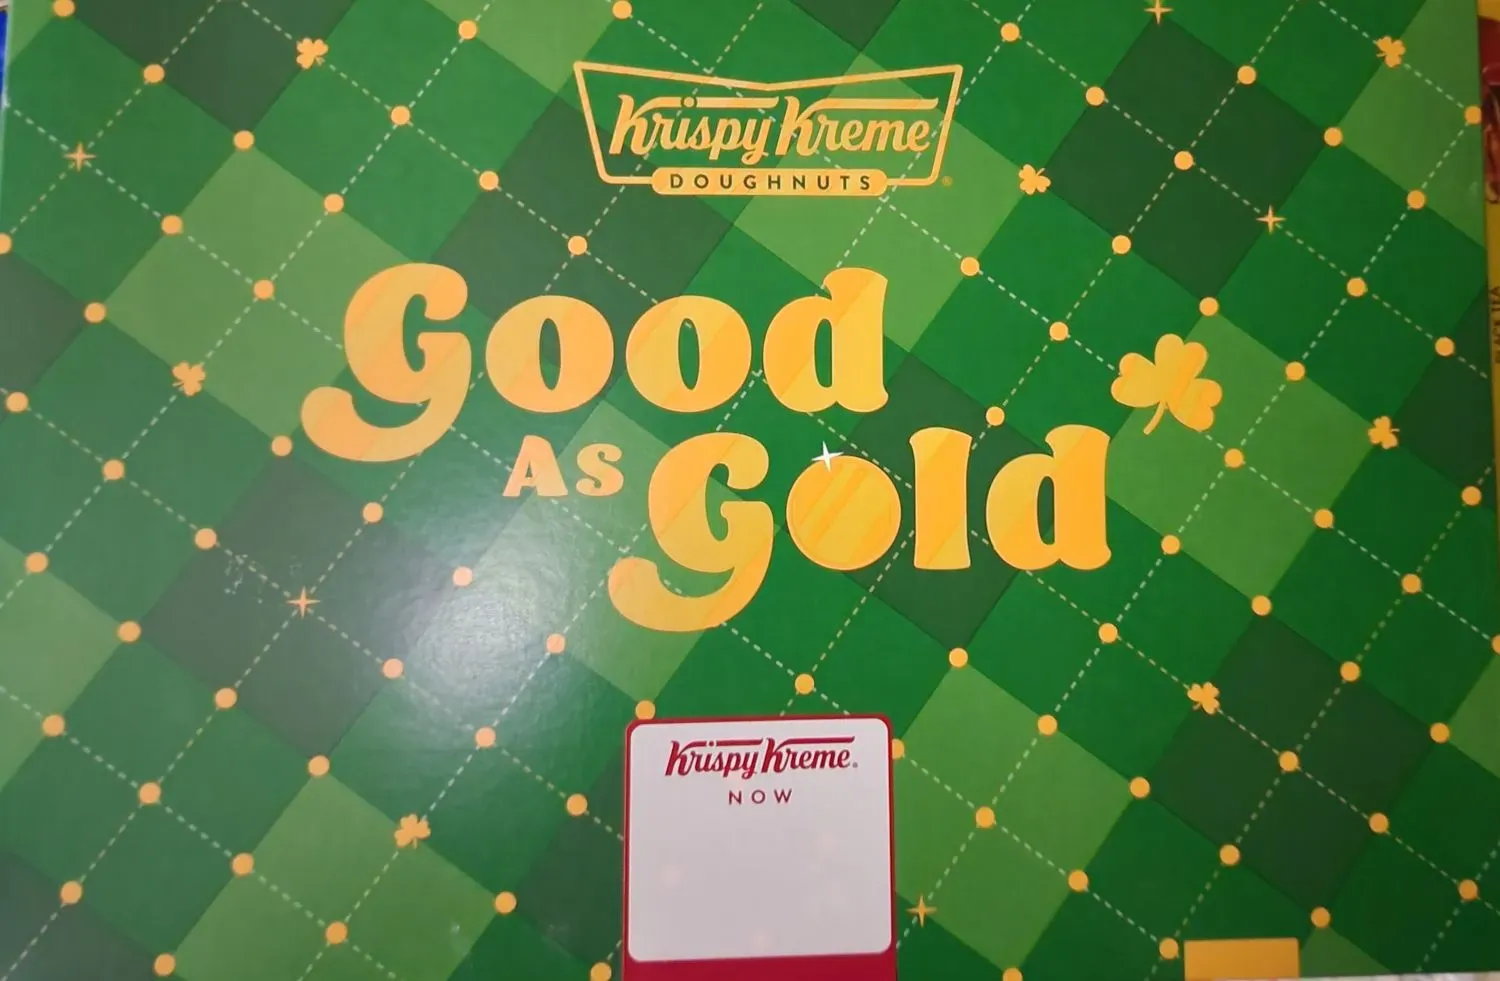 Krispy Kreme
DOUGHNUTS
Good
As
Gold
Krispy Kreme
NOW